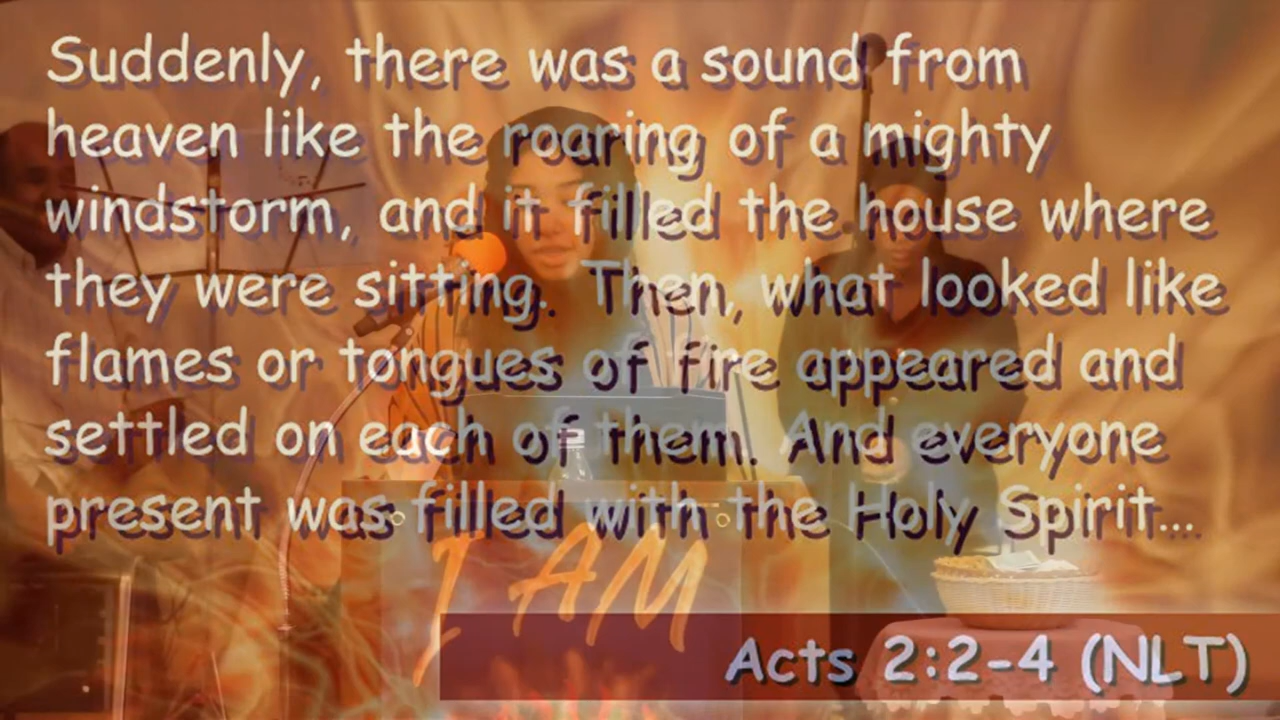 Suddenly, there was a sound from
heaven like the roaring of a mighty
windstorm, and it filled the house where
they were sitting. Then, what looked like
flames or tongues of fire appeared and
settled on each of them. And everyone
present was filled with the Holy Spirit...
I AM
Acts 2:2-4 (NLT)